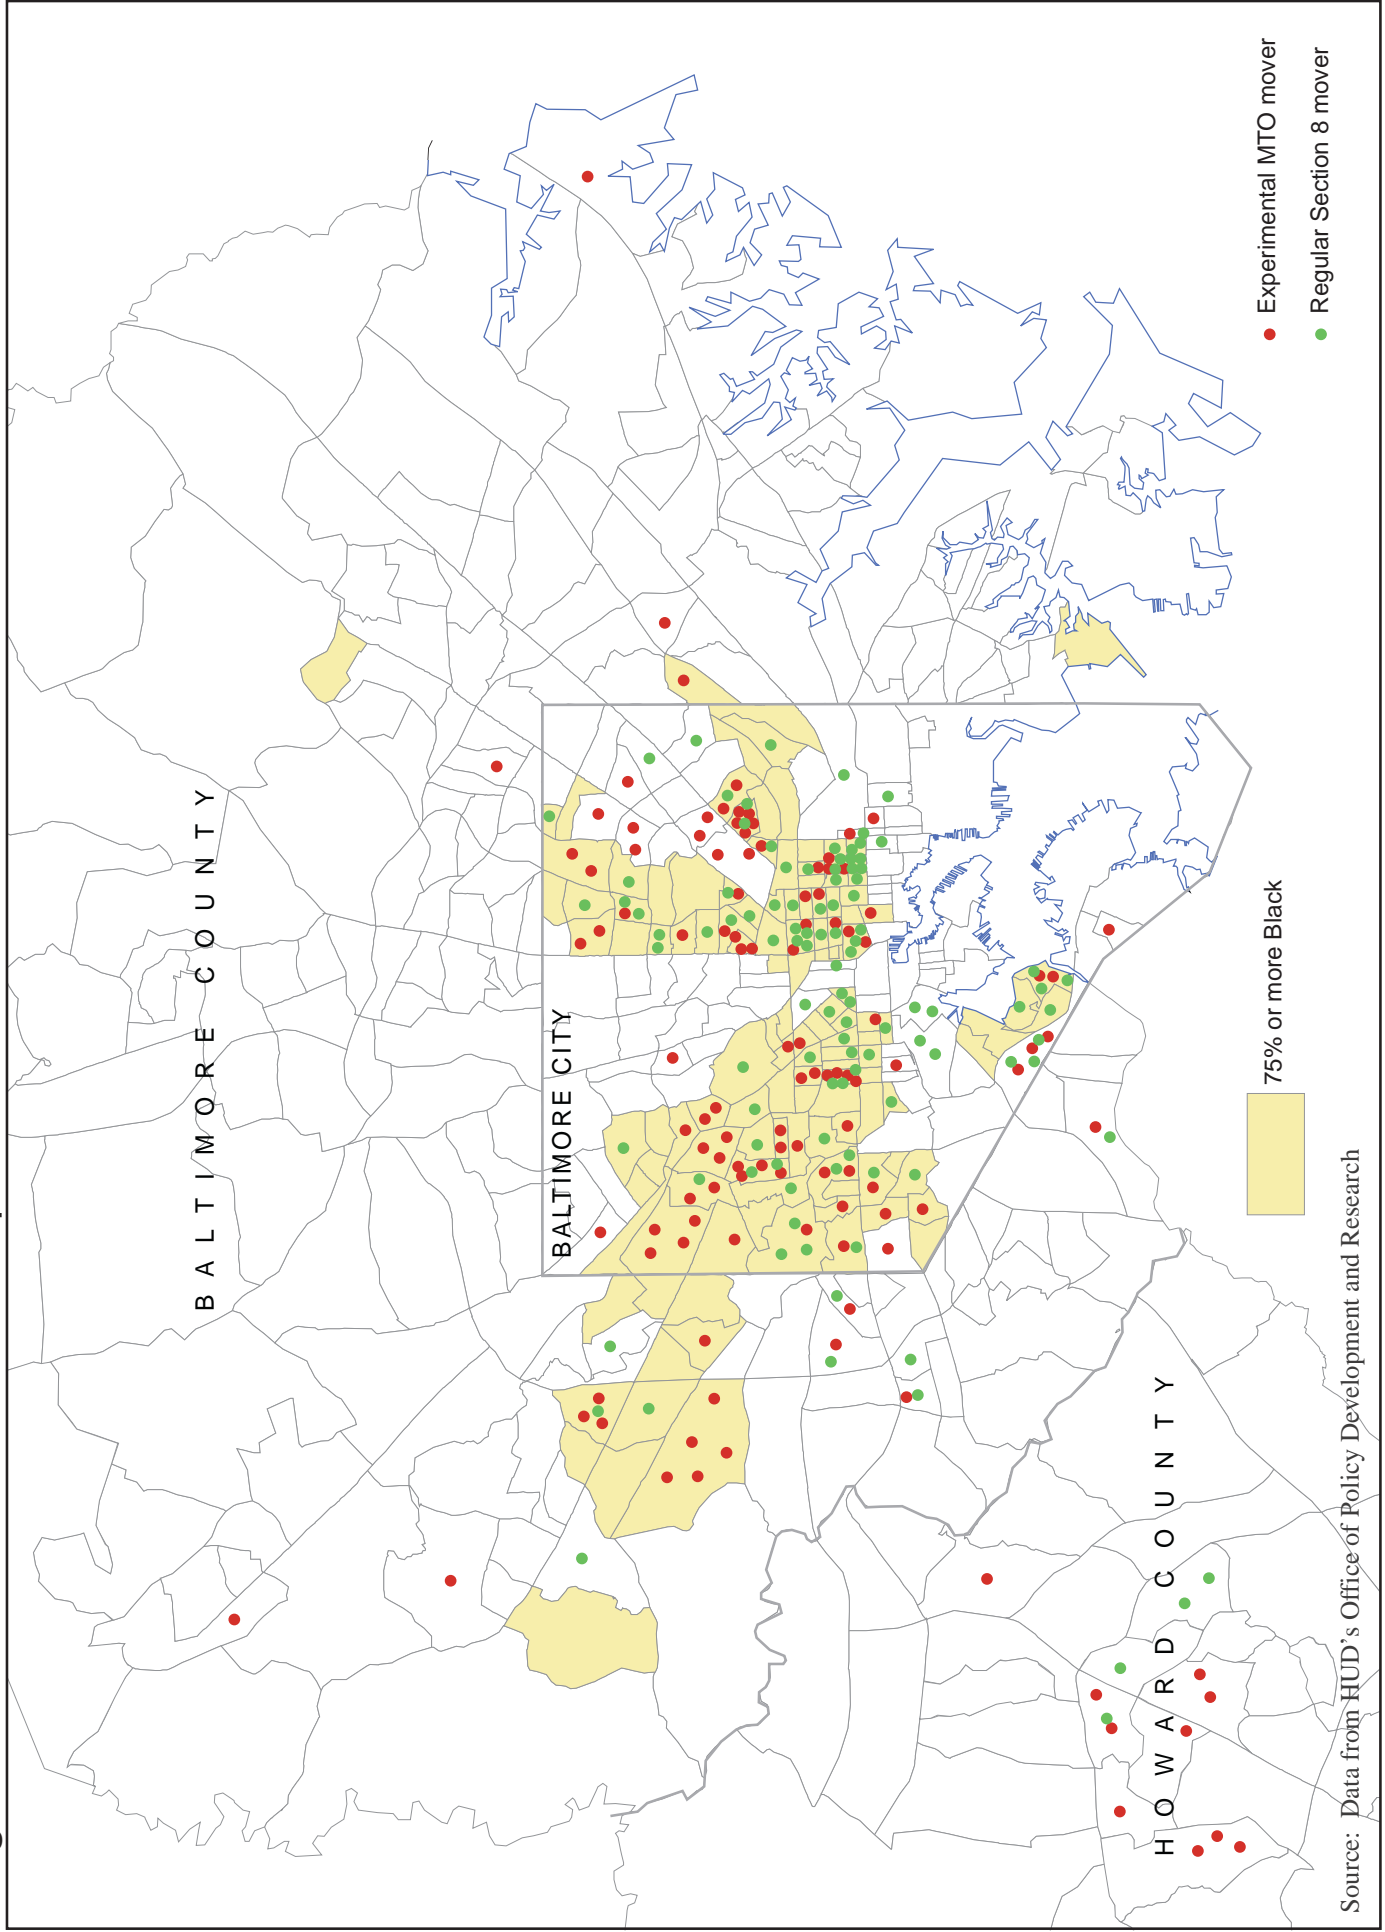 BALTIMORE COUNTY
BALTIMORE CITY
HOWARD COUNTY
75% or more Black
Experimental MTO mover
Regular Section 8 mover
Source: Data from HUD's Office of Policy Development and Research